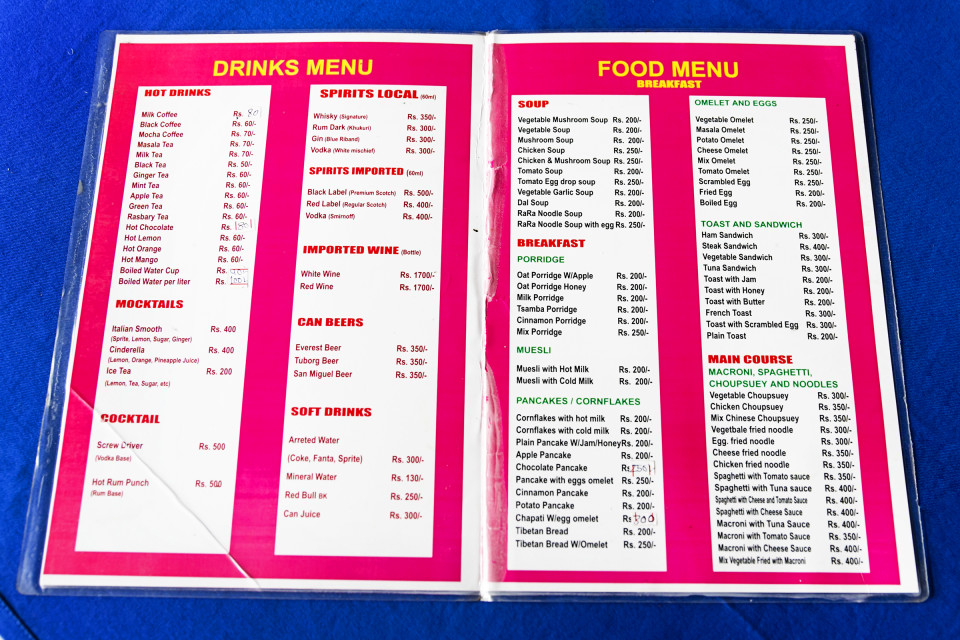 DRINKS MENU
HOT DRINKS
Milk Coffee Rs. 80/
Black Coffee Rs. 60/-
Mocha Coffee Rs. 70/-
Masala Tea Rs. 70/-
Milk Tea Rs. 70/-
Black Tea Rs. 50/-
Ginger Tea Rs. 60/-
Mint Tea Rs. 60/-
Apple Tea Rs. 60/-
Green Tea Rs. 60/-
Rasbary Tea Rs. 60/-
Hot Chocolate Rs.
Hot Lemon Rs. 60/-
Hot Orange Rs. 60/-
Hot Mango Rs. 60/-
Boiled Water Cup Rs.
Boiled Water per liter Rs.
MOCKTAILS
Italian Smooth Rs. 400
(Sprite, Lemon, Sugar, Ginger)
Cinderella Rs. 400
(Lemon, Orange, Pineapple Juice)
Ice Tea Rs. 200
(Lemon, Tea, Sugar, etc)
COCKTAIL
Screw Driver Rs. 500
(Vodka Base)
Hot Rum Punch Rs. 500
(Rum Base)
SPIRITS LOCAL (60ml)
Whisky (Signature) Rs. 350/-
Rum Dark (Khukuri) Rs. 300/-
Gin (Blue Riband) Rs. 300/-
Vodka (White mischief) Rs. 300/-
SPIRITS IMPORTED (60ml)
Black Label (Premium Scotch) Rs. 500/-
Red Label (Regular Scotch) Rs. 400/-
Vodka (Smirnoff) Rs. 400/-
IMPORTED WINE (Bottle)
White Wine Rs. 1700/-
Red Wine Rs. 1700/-
CAN BEERS
Everest Beer Rs. 350/-
Tuborg Beer Rs. 350/-
San Miguel Beer Rs. 350/-
SOFT DRINKS
Arreted Water
(Coke, Fanta, Sprite) Rs. 300/-
Mineral Water Rs. 130/-
Red Bull BK Rs. 250/-
Can Juice Rs. 300/-
FOOD MENU
BREAKFAST
SOUP
Vegetable Mushroom Soup Rs. 200/-
Vegetable Soup Rs. 200/-
Mushroom Soup Rs. 200/-
Chicken Soup Rs. 250/-
Chicken & Mushroom Soup Rs. 250/-
Tomato Soup Rs. 200/-
Tomato Egg drop soup Rs. 250/-
Vegetable Garlic Soup Rs. 200/-
Dal Soup Rs. 200/-
RaRa Noodle Soup Rs. 200/-
RaRa Noodle Soup with egg Rs. 250/-
BREAKFAST
PORRIDGE
Oat Porridge W/Apple Rs. 200/-
Oat Porridge Honey Rs. 200/-
Milk Porridge Rs. 200/-
Tsamba Porridge Rs. 200/-
Cinnamon Porridge Rs. 200/-
Mix Porridge Rs. 250/-
MUESLI
Muesli with Hot Milk Rs. 200/-
Muesli with Cold Milk Rs. 200/-
PANCAKES / CORNFLAKES
Cornflakes with hot milk Rs. 200/-
Cornflakes with cold milk Rs. 200/-
Plain Pancake W/Jam/Honey Rs. 200/-
Apple Pancake Rs. 200/-
Chocolate Pancake Rs.
Pancake with eggs omelet Rs. 250/-
Cinnamon Pancake Rs. 200/-
Potato Pancake Rs. 200/-
Chapati W/egg omelet Rs
Tibetan Bread Rs. 200/-
Tibetan Bread W/Omelet Rs. 250/-
OMELET AND EGGS
Vegetable Omelet Rs. 250/-
Masala Omelet Rs. 250/-
Potato Omelet Rs. 250/-
Cheese Omelet Rs. 250/-
Mix Omelet Rs. 250/-
Tomato Omelet Rs. 250/-
Scrambled Egg Rs. 250/-
Fried Egg Rs. 200/-
Boiled Egg Rs. 200/-
TOAST AND SANDWICH
Ham Sandwich Rs. 300/-
Steak Sandwich Rs. 400/-
Vegetable Sandwich Rs. 300/-
Tuna Sandwich Rs. 300/-
Toast with Jam Rs. 200/-
Toast with Honey Rs. 200/-
Toast with Butter Rs. 200/-
French Toast Rs. 300/-
Toast with Scrambled Egg Rs. 300/-
Plain Toast Rs. 200/-
MAIN COURSE
MACRONI, SPAGHETTI,
CHOUPSUEY AND NOODLES
Vegetable Choupsuey Rs. 300/-
Chicken Choupsuey Rs. 350/-
Mix Chinese Choupsuey Rs. 350/-
Vegetbale fried noodle Rs. 300/-
Egg. fried noodle Rs. 300/-
Cheese fried noodle Rs. 350/-
Chicken fried noodle Rs. 350/-
Spaghetti with Tomato sauce Rs. 350/-
Spaghetti with Tuna sauce Rs. 400/-
Spaghetti with Cheese and Tomato Sauce Rs. 400/-
Spaghetti with Cheese Sauce Rs. 400/-
Macroni with Tuna Sauce Rs. 400/-
Macroni with Tomato Sauce Rs. 350/-
Macroni with Cheese Sauce Rs. 400/-
Mix Vegetable Fried with Macroni Rs. 400/-